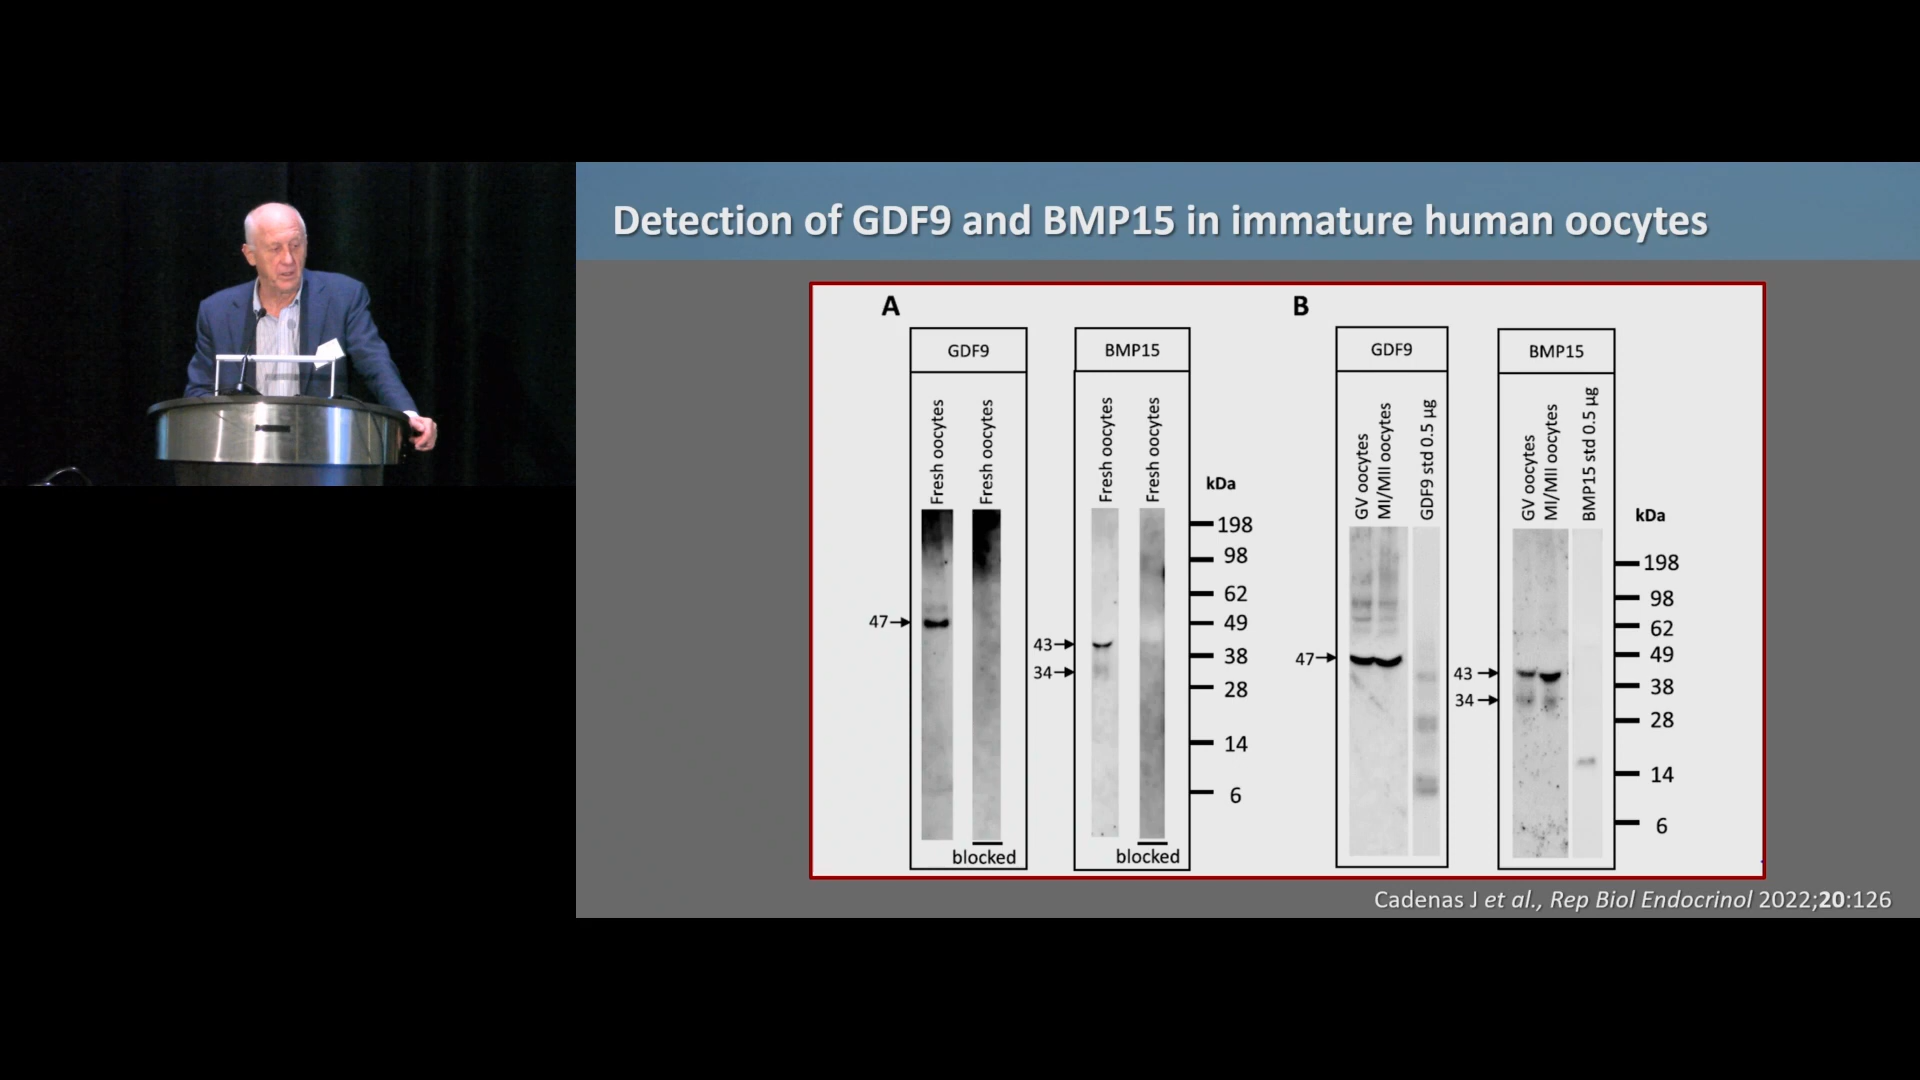 Detection of GDF9 and BMP15 in immature human oocytes
A
GDF9
Fresh oocytes
Fresh oocytes
47
blocked
BMP15
Fresh oocytes
Fresh oocytes
43
34
blocked
kDa
198
98
62
49
38
28
14
6
B
GDF9
GV oocytes
MI/MII oocytes
GDF9 std 0.5 µg
47
BMP15
GV oocytes
MI/MII oocytes
BMP15 std 0.5 µg
43
34
kDa
198
98
62
49
38
28
14
6
Cadenas J et al., Rep Biol Endocrinol 2022;20:126